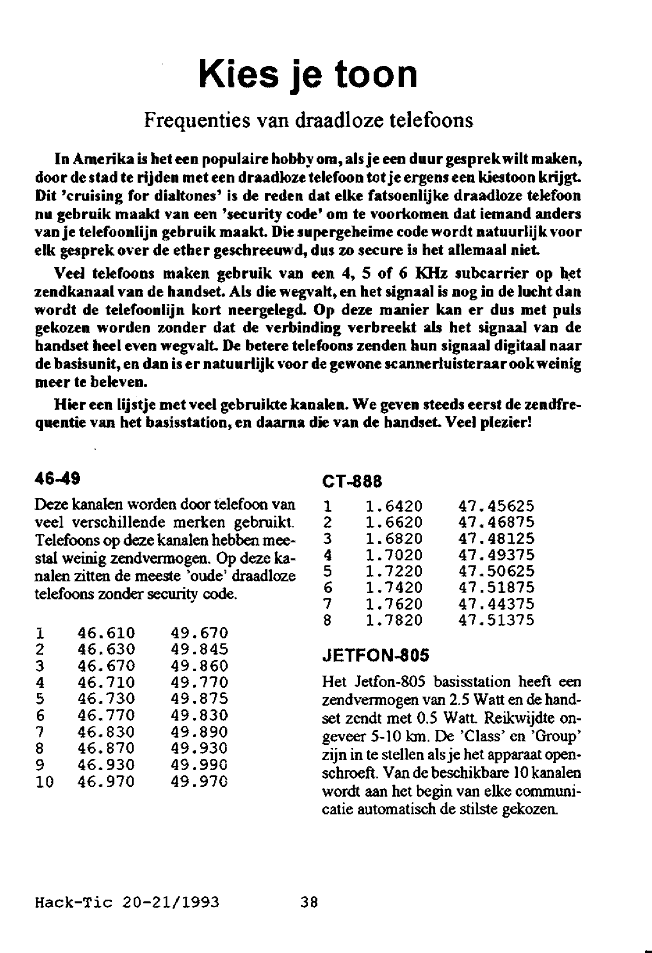 Kies je toon
Frequenties van draadloze telefoons
In Amerika is het een populaire hobby om, als je een duur gesprek wilt maken,
door de stad te rijden met een draadloze telefoon tot je ergens een kiestoon krijgt.
Dit 'cruising for dialtones' is de reden dat elke fatsoenlijke draadloze telefoon
nu gebruik maakt van een 'security code' om te voorkomen dat iemand anders
van je telefoonlijn gebruik maakt. Die supergeheime code wordt natuurlijk voor
elk gesprek over de ether geschreeuwd, dus zo secure is het allemaal niet.
Veel telefoons maken gebruik van een 4, 5 of 6 KHz subcarrier op het
zendkanaal van de handset. Als die wegvalt, en het signaal is nog in de lucht dan
wordt de telefoonlijn kort neergelegd. Op deze manier kan er dus met puls
gekozen worden zonder dat de verbinding verbreekt als het signaal van de
handset heel even wegvalt. De betere telefoons zenden hun signaal digitaal naar
de basisunit, en dan is er natuurlijk voor de gewone scannerluisteraar ook weinig
meer te beleven.
Hier een lijstje met veel gebruikte kanalen. We geven steeds eerst de zendfre-
quentie van het basisstation, en daarna die van de handset. Veel plezier!
46-49
Deze kanalen worden door telefoon van
veel verschillende merken gebruikt.
Telefoons op deze kanalen hebben mee-
stal weinig zendvermogen. Op deze ka-
nalen zitten de meeste 'oude' draadloze
telefoons zonder security code.
1 46.610 49.670
2 46.630 49.845
3 46.670 49.860
4 46.710 49.770
5 46.730 49.875
6 46.770 49.830
7 46.830 49.890
8 46.870 49.930
9 46.930 49.990
10 46.970 49.970
CT-888
1 1.6420 47.45625
2 1.6620 47.46875
3 1.6820 47.48125
4 1.7020 47.49375
5 1.7220 47.50625
6 1.7420 47.51875
7 1.7620 47.44375
8 1.7820 47.51375
JETFON-805
Het Jetfon-805 basisstation heeft een
zendvermogen van 2.5 Watt en de hand-
set zendt met 0.5 Watt. Reikwijdte on-
geveer 5-10 km. De 'Class' en 'Group'
zijn in te stellen als je het apparaat open-
schroeft. Van de beschikbare 10 kanalen
wordt aan het begin van elke communi-
catie automatisch de stilste gekozen.
Hack-Tic 20-21/1993 38